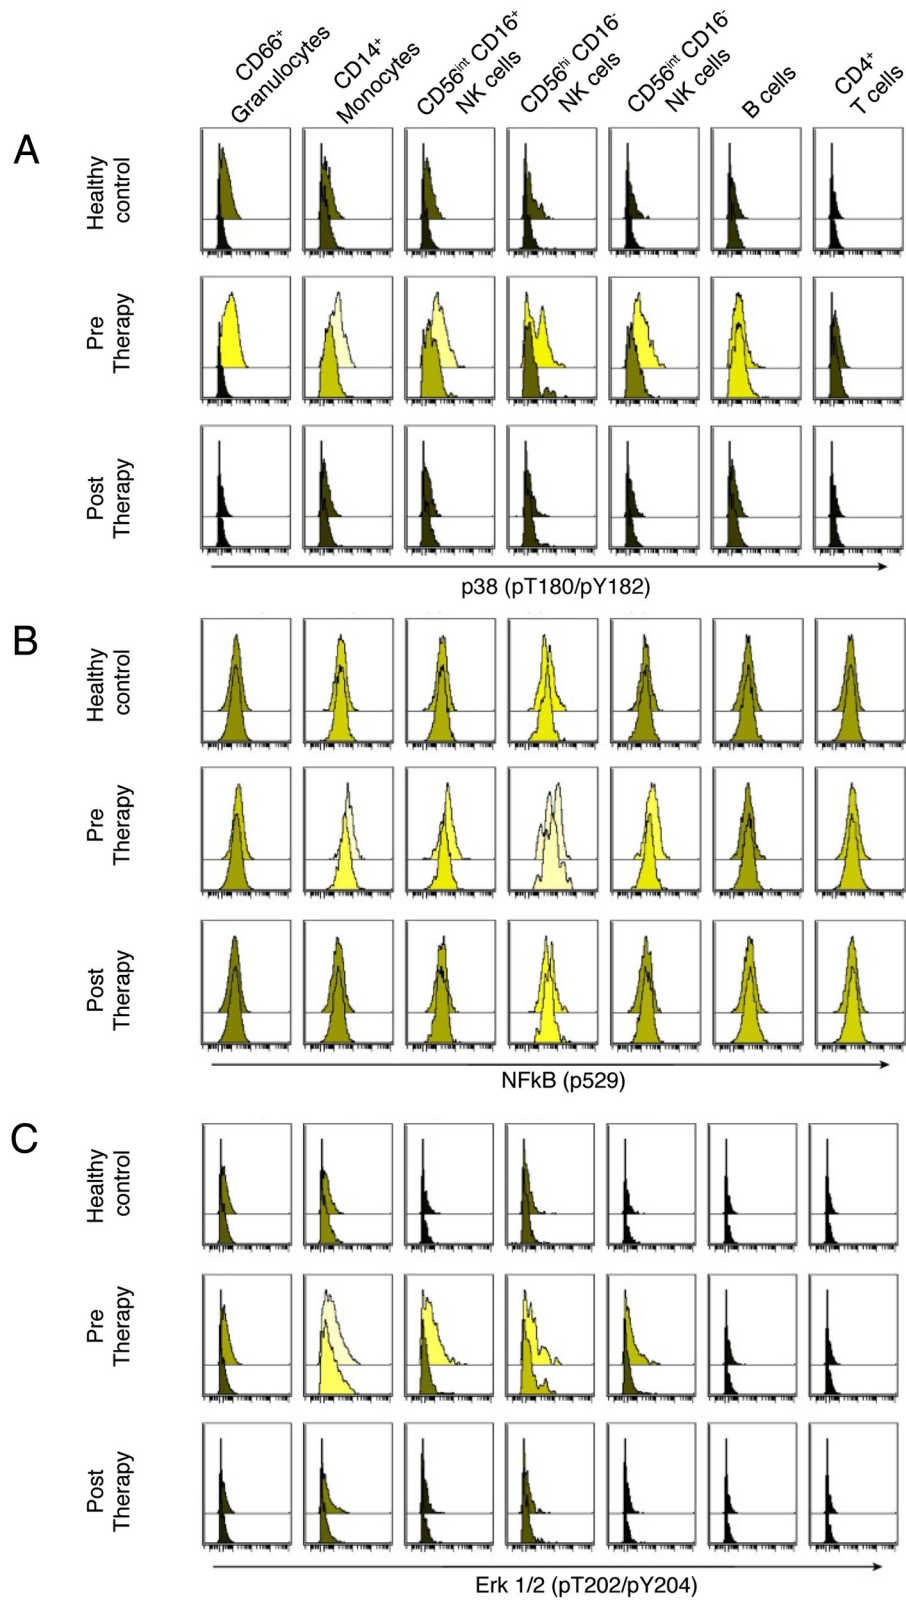 CD66+
Granulocytes
CD14+
Monocytes
CD56int CD16+
NK cells
CD56hi CD16-
NK cels
CD56int CD16-
NK cells
B cells
CD4+
T cells
A
Healthy
control
Pre
Therapy
Post
Therapy
p38 (pT180/pY182)
B
Healthy
control
Pre
Therapy
Post
Therapy
NFkB (p529)
C
Healthy
control
Pre
Therapy
Post
Therapy
Erk 1/2 (pT202/pY204)